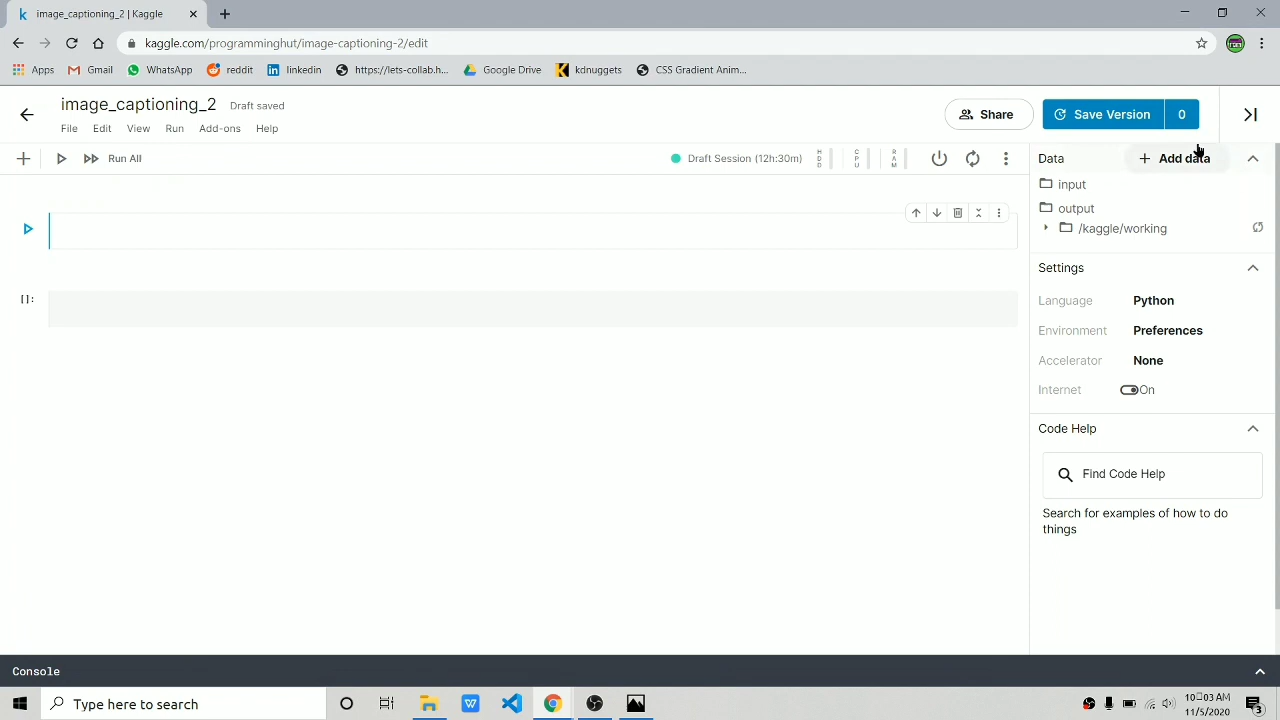 image_captioning_2 | Kaggle
kaggle.com/programminghut/image-captioning-2/edit
Apps Gmail WhatsApp reddit linkedin https://lets-collab.h... Google Drive kdnuggets CSS Gradient Anim...
image_captioning_2 Draft saved
File Edit View Run Add-ons Help
Share
Save Version 0
Run All
Draft Session (12h:30m)
HDD
CPU
RAM
Data
Add data
input
output
/kaggle/working
[]:
Settings
Language Python
Environment Preferences
Accelerator None
Internet On
Code Help
Find Code Help
Search for examples of how to do
things
Console
Type here to search
10:03 AM
11/5/2020
3